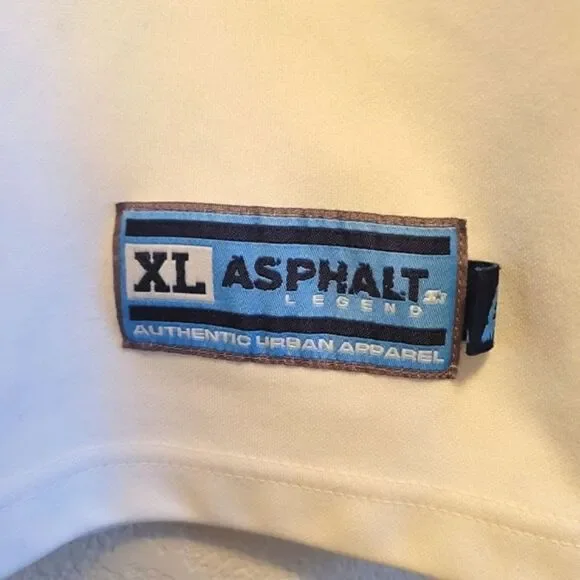 XL ASPHALT
LEGEND
AUTHENTIC URBAN APPAREL